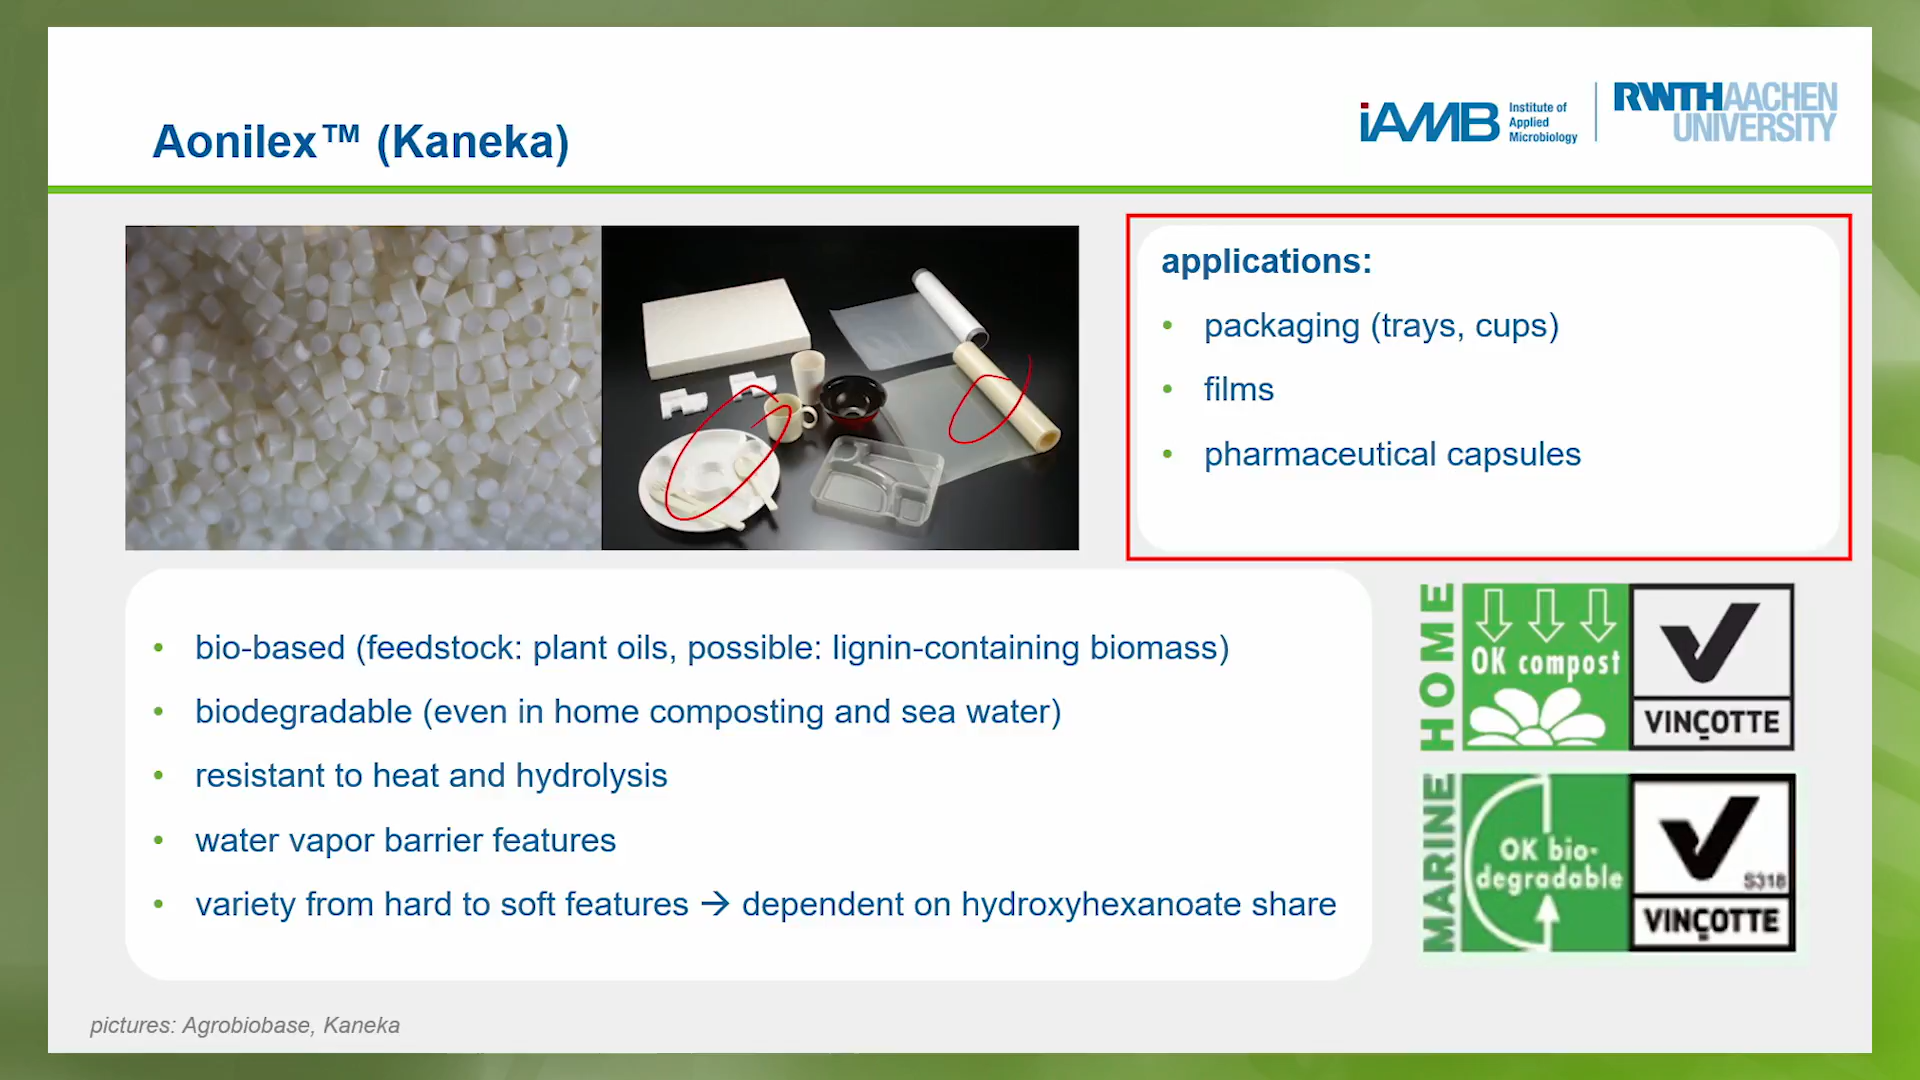 Aonilex™ (Kaneka)
iAMB Institute of
Applied
Microbiology
RWTHAACHEN
UNIVERSITY
applications:
• packaging (trays, cups)
• films
• pharmaceutical capsules
• bio-based (feedstock: plant oils, possible: lignin-containing biomass)
• biodegradable (even in home composting and sea water)
• resistant to heat and hydrolysis
• water vapor barrier features
• variety from hard to soft features → dependent on hydroxyhexanoate share
HOME
OK compost
VINÇOTTE
MARINE
OK bio-
degradable
S318
VINÇOTTE
pictures: Agrobiobase, Kaneka